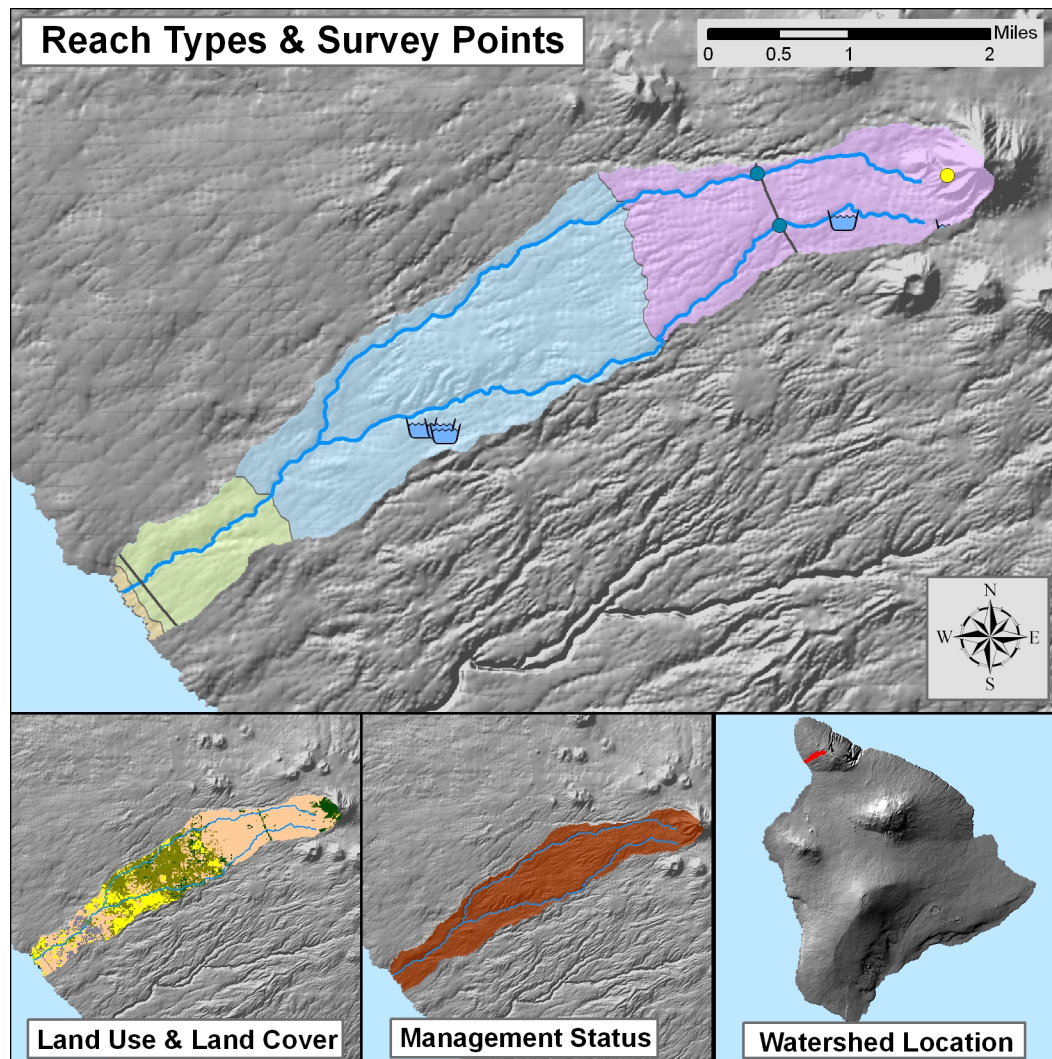 Reach Types & Survey Points
Miles
0 0.5 1 2
N
W E
S
Land Use & Land Cover
Management Status
Watershed Location